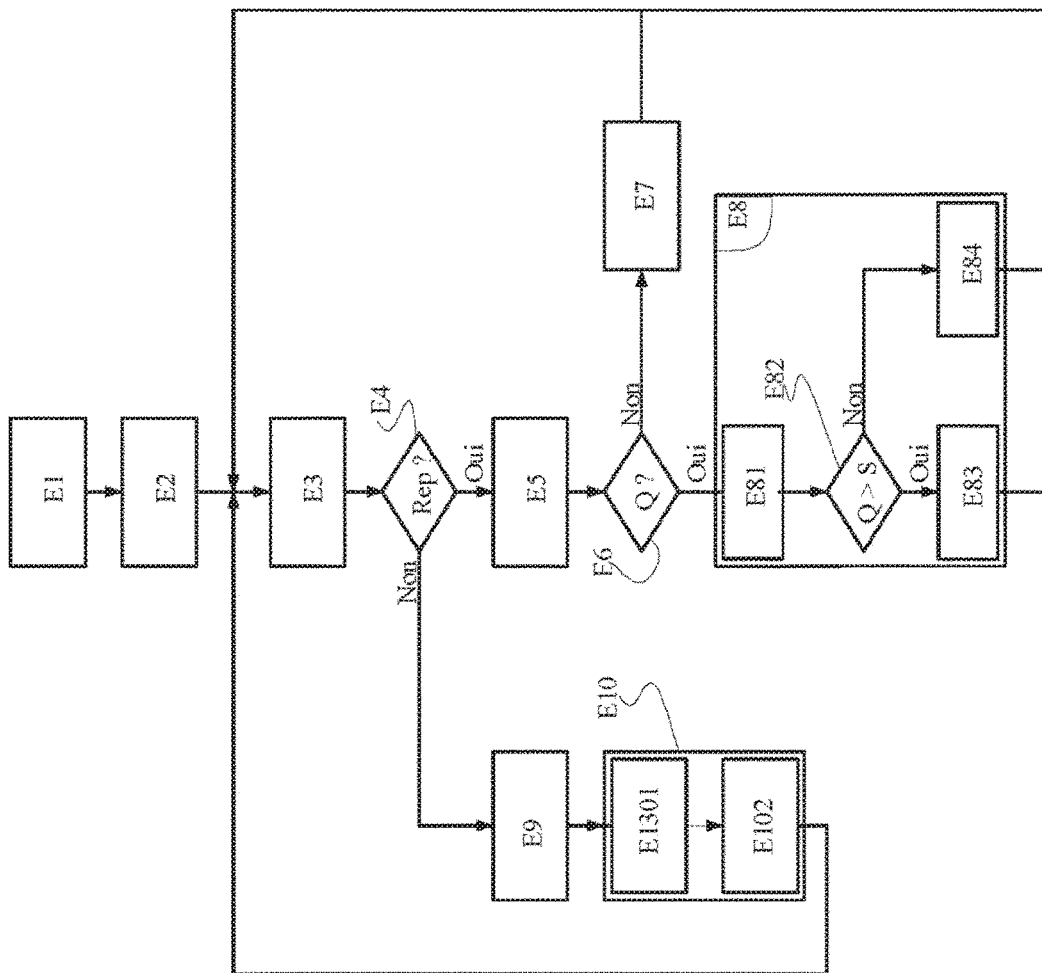 E1
E2
E3
E4
Rep ?
Non
Oui
E5
E6
Q ?
Non
Oui
E7
E8
E81
E82
Q > S
Non
Oui
E83
E84
E9
E10
E1301
E102